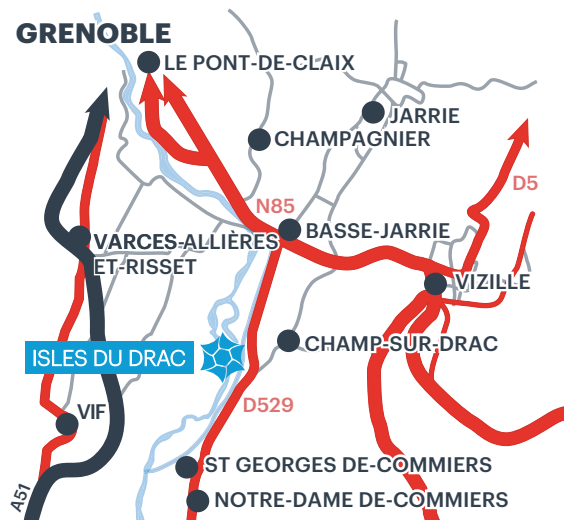 GRENOBLE
LE PONT-DE-CLAIX
JARRIE
CHAMPAGNIER
D5
N85
BASSE-JARRIE
VARCES-ALLIÈRES
ET-RISSET
VIZILLE
CHAMP-SUR-DRAC
ISLES DU DRAC
D529
VIF
ST GEORGES DE-COMMIERS
A51
NOTRE-DAME DE-COMMIERS